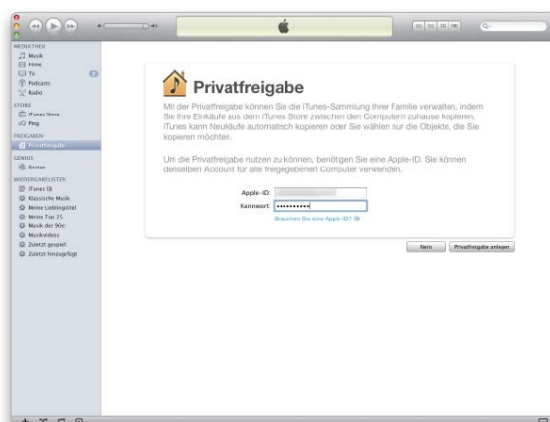 MEDIATHEK
Musik
Filme
TV
Podcasts
Radio
STORE
iTunes Store
Ping
FREIGABEN
Privatfreigabe
GENIUS
Genius
WIEDERGABELISTEN
iTunes DJ
Klassische Musik
Meine Lieblingstitel
Meine Top 25
Musik der 90er
Musikvideos
Zuletzt gespielt
Zuletzt hinzugefügt
Privatfreigabe
Mit der Privatfreigabe können Sie die iTunes-Sammlung Ihrer Familie verwalten, indem
Sie Ihre Einkäufe aus dem iTunes Store zwischen den Computern zuhause kopieren.
iTunes kann Neukäufe automatisch kopieren oder Sie wählen nur die Objekte, die Sie
kopieren möchten.
Um die Privatfreigabe nutzen zu können, benötigen Sie eine Apple-ID. Sie können
denselben Account für alle freigegebenen Computer verwenden.
Apple-ID:
Kennwort: ••••••••••
Brauchen Sie eine Apple-ID?
Nein
Privatfreigabe anlegen